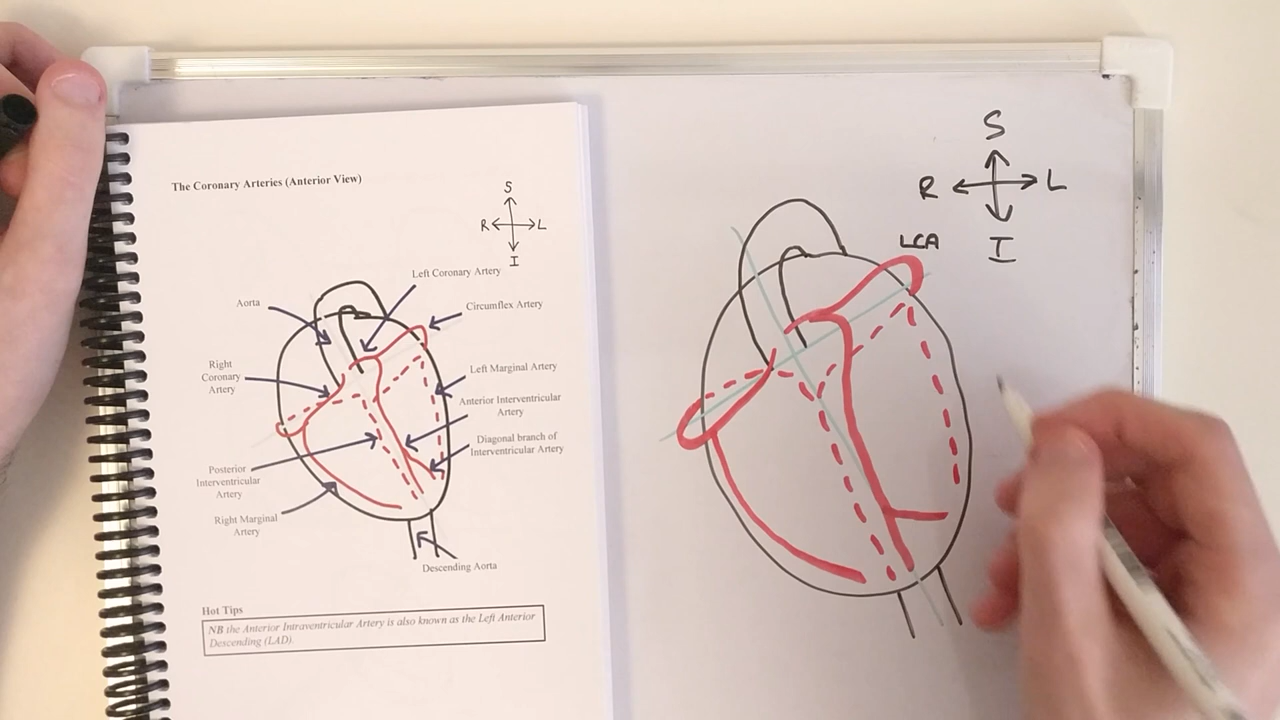 The Coronary Arteries (Anterior View)
S
R L
I
Left Coronary Artery
Aorta
Circumflex Artery
Right
Coronary
Artery
Left Marginal Artery
Anterior Interventricular
Artery
Diagonal branch of
Interventricular Artery
Posterior
Interventricular
Artery
Right Marginal
Artery
Descending Aorta
Hot Tips
NB the Anterior Intraventricular Artery is also known as the Left Anterior
Descending (LAD)
S
R L
I
LCA